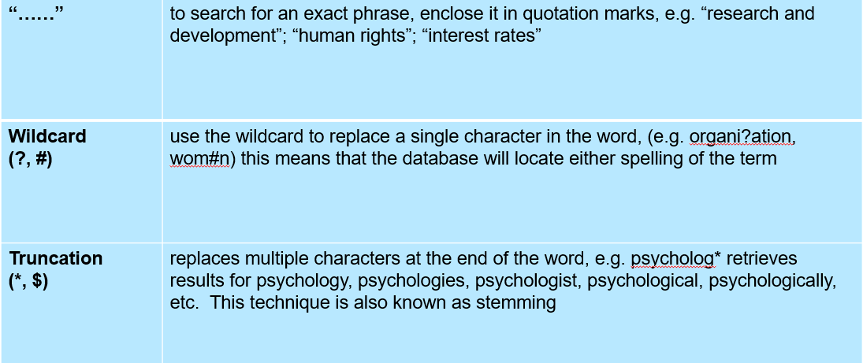 “......”
to search for an exact phrase, enclose it in quotation marks, e.g. “research and
development”; “human rights”; “interest rates”
Wildcard
(?, #)
use the wildcard to replace a single character in the word, (e.g. organi?ation,
wom#n) this means that the database will locate either spelling of the term
Truncation
(*, $)
replaces multiple characters at the end of the word, e.g. psycholog* retrieves
results for psychology, psychologies, psychologist, psychological, psychologically,
etc.  This technique is also known as stemming